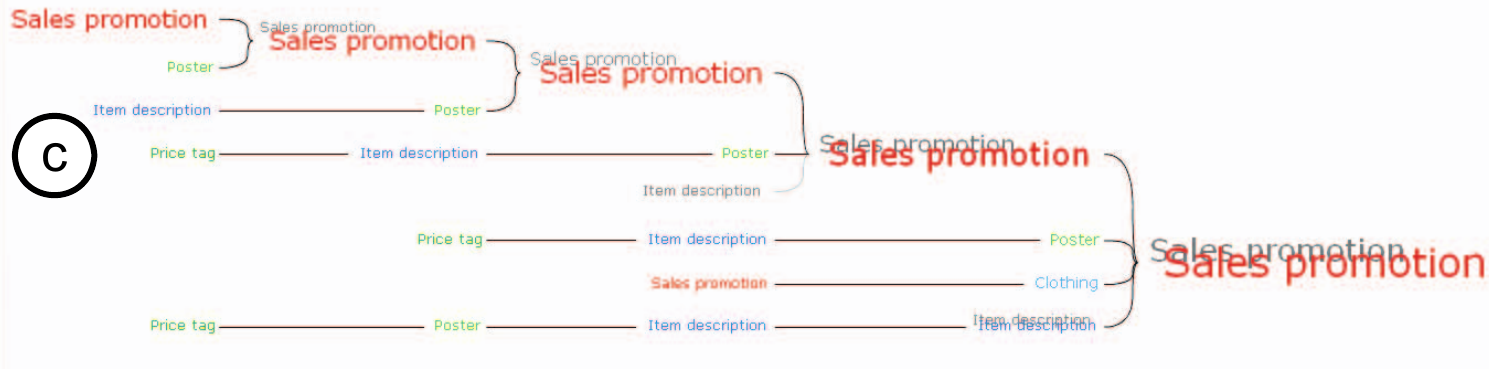 Sales promotion
Sales promotion
Sales promotion
Sales promotion
Sales promotion
Poster
Item description
Poster
C
Price tag
Item description
Poster
Sales promotion
Sales promotion
Item description
Price tag
Item description
Poster
Sales promotion
Sales promotion
Sales promotion
Clothing
Price tag
Poster
Item description
Item description
Item description